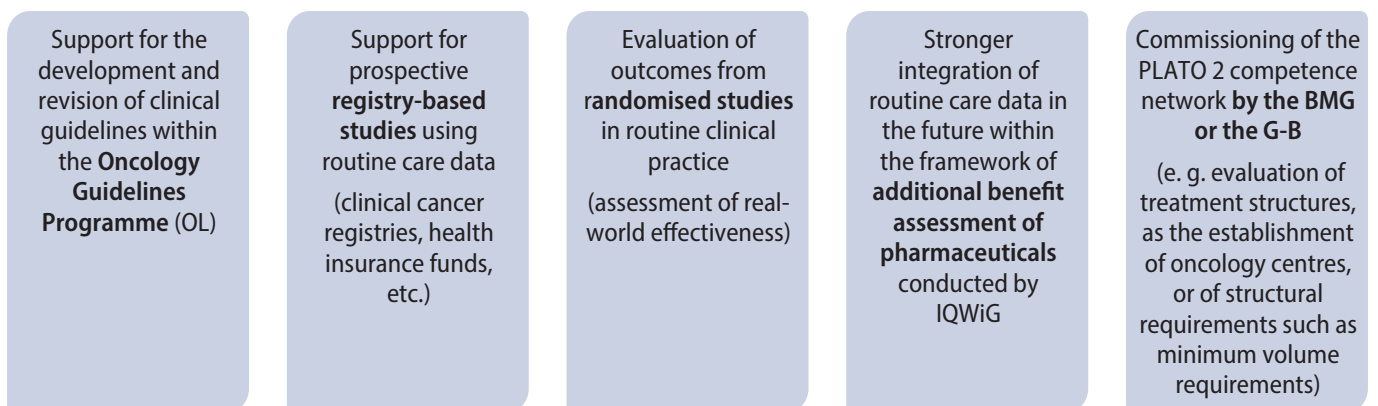 Support for the
development and
revision of clinical
guidelines within
the Oncology
Guidelines
Programme (OL)
Support for
prospective
registry-based
studies using
routine care data
(clinical cancer
registries, health
insurance funds,
etc.)
Evaluation of
outcomes from
randomised studies
in routine clinical
practice
(assessment of real-
world effectiveness)
Stronger
integration of
routine care data in
the future within
the framework of
additional benefit
assessment of
pharmaceuticals
conducted by
IQWiG
Commissioning of the
PLATO 2 competence
network by the BMG
or the G-B
(e. g. evaluation of
treatment structures,
as the establishment
of oncology centres,
or of structural
requirements such as
minimum volume
requirements)